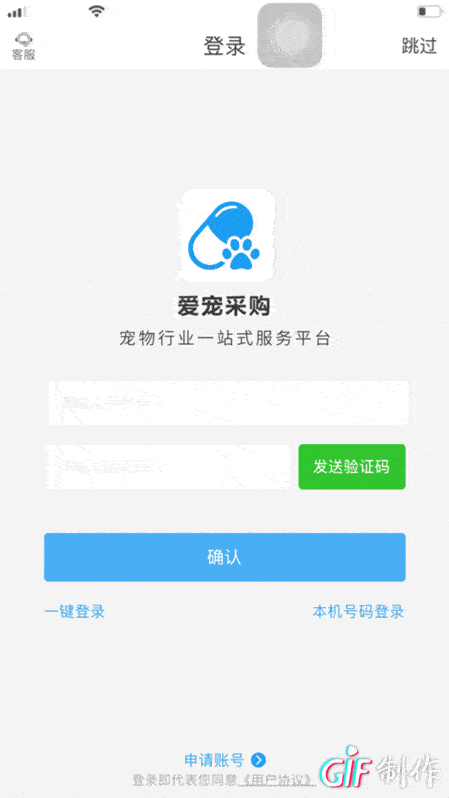 登录
跳过
客服
爱宠采购
宠物行业一站式服务平台
发送验证码
确认
一键登录
本机号码登录
申请账号
登录即代表您同意《用户协议》
GIF制作